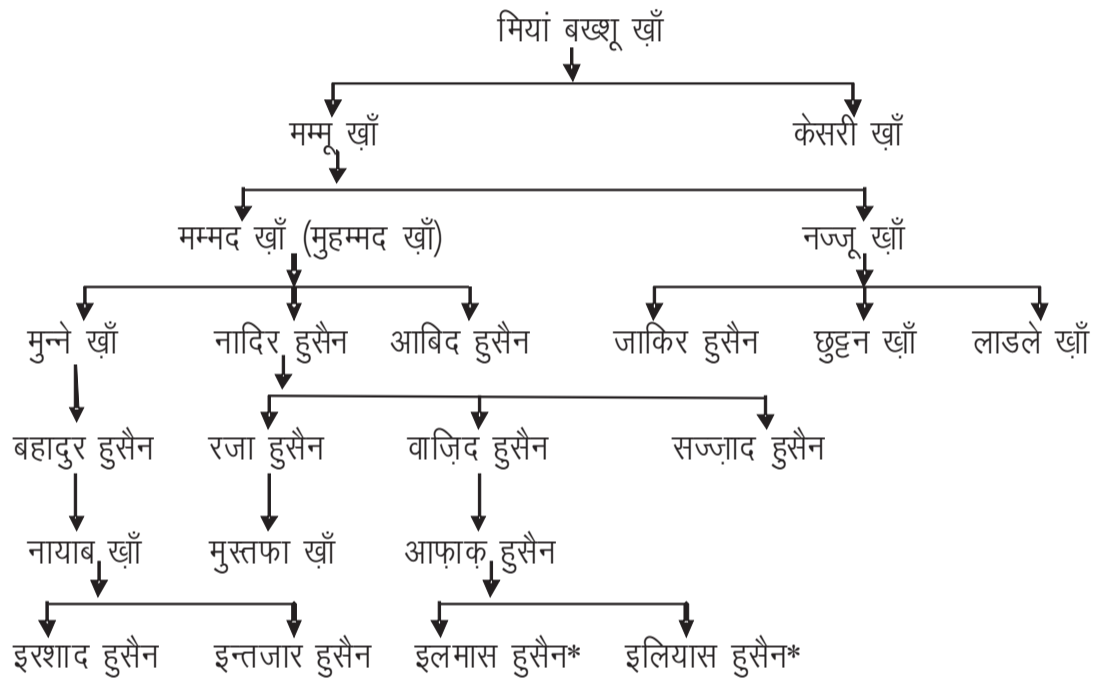 मियां बख्शू ख़ाँ
मम्मू ख़ाँ केसरी ख़ाँ
मम्मद ख़ाँ (मुहम्मद ख़ाँ) नज्जू ख़ाँ
मुन्ने ख़ाँ नादिर हुसैन आबिद हुसैन जाकिर हुसैन छुट्टन ख़ाँ लाडले ख़ाँ
बहादुर हुसैन रजा हुसैन वाज़िद हुसैन सज्ज़ाद हुसैन
नायाब ख़ाँ मुस्तफा ख़ाँ आफ़ाक़ हुसैन
इरशाद हुसैन इन्तजार हुसैन इलमास हुसैन* इलियास हुसैन*